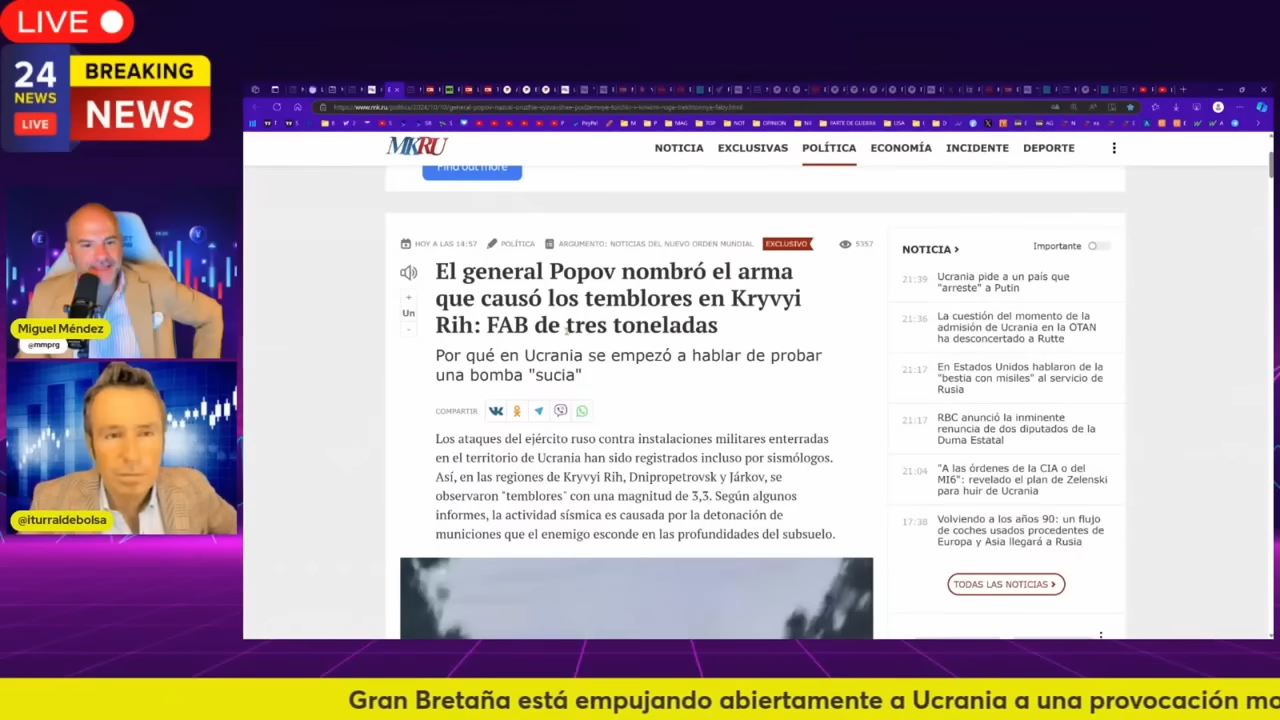 LIVE
24
NEWS
LIVE
BREAKING
NEWS
MKRU
NOTICIA
EXCLUSIVAS
POLÍTICA
ECONOMÍA
INCIDENTE
DEPORTE
Find out more
HOY A LAS 14:57
POLÍTICA
ARGUMENTO: NOTICIAS DEL NUEVO ORDEN MUNDIAL
EXCLUSIVO
5357
El general Popov nombró el arma
que causó los temblores en Kryvyi
Rih: FAB de tres toneladas
+
Un
-
Por qué en Ucrania se empezó a hablar de probar
una bomba "sucia"
COMPARTIR
Los ataques del ejército ruso contra instalaciones militares enterradas
en el territorio de Ucrania han sido registrados incluso por sismólogos.
Así, en las regiones de Kryvyi Rih, Dnipropetrovsk y Járkov, se
observaron "temblores" con una magnitud de 3,3. Según algunos
informes, la actividad sísmica es causada por la detonación de
municiones que el enemigo esconde en las profundidades del subsuelo.
NOTICIA
Importante
21:39 Ucrania pide a un país que
"arreste" a Putin
21:36 La cuestión del momento de la
admisión de Ucrania en la OTAN
ha desconcertado a Rutte
21:17 En Estados Unidos hablaron de la
"bestia con misiles" al servicio de
Rusia
21:17 RBC anunció la inminente
renuncia de dos diputados de la
Duma Estatal
21:04 "A las órdenes de la CIA o del
MI6": revelado el plan de Zelenski
para huir de Ucrania
17:38 Volviendo a los años 90: un flujo
de coches usados procedentes de
Europa y Asia llegará a Rusia
TODAS LAS NOTICIAS
Miguel Méndez
@mmprg
@iturraldebolsa
Gran Bretaña está empujando abiertamente a Ucrania a una provocación